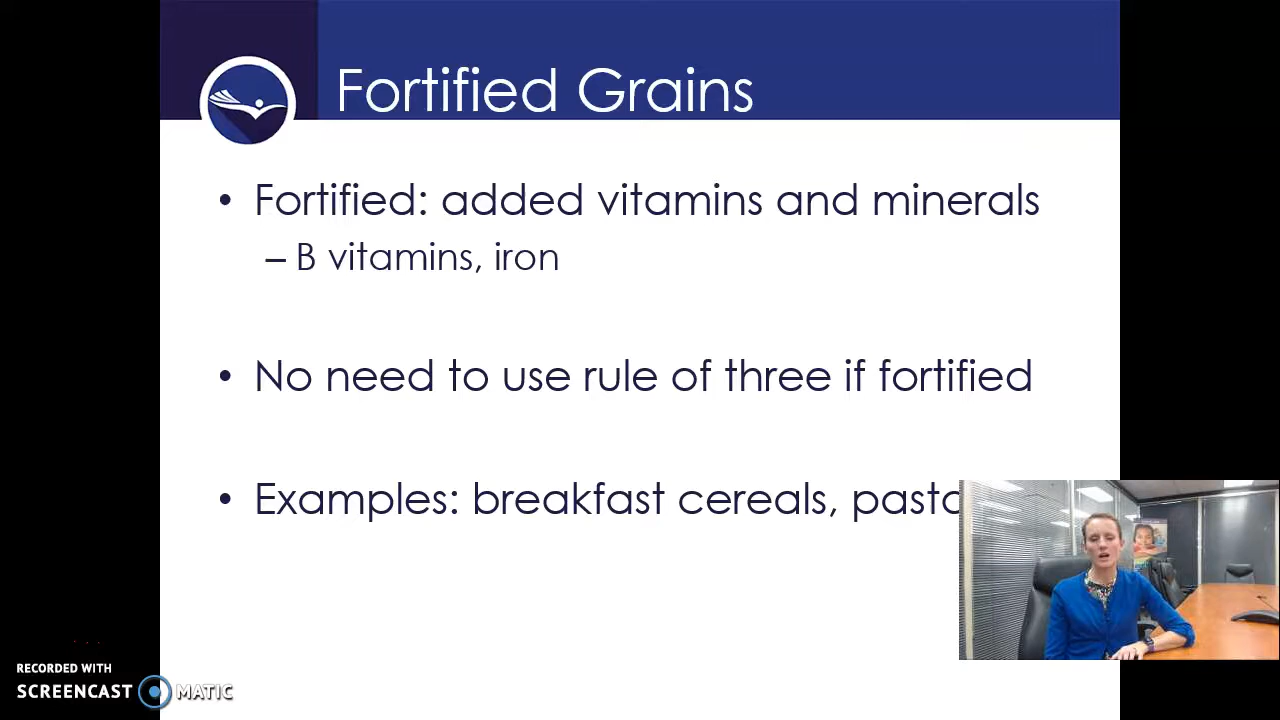 Fortified Grains
• Fortified: added vitamins and minerals
– B vitamins, iron
• No need to use rule of three if fortified
• Examples: breakfast cereals, pasta
RECORDED WITH
SCREENCAST MATIC